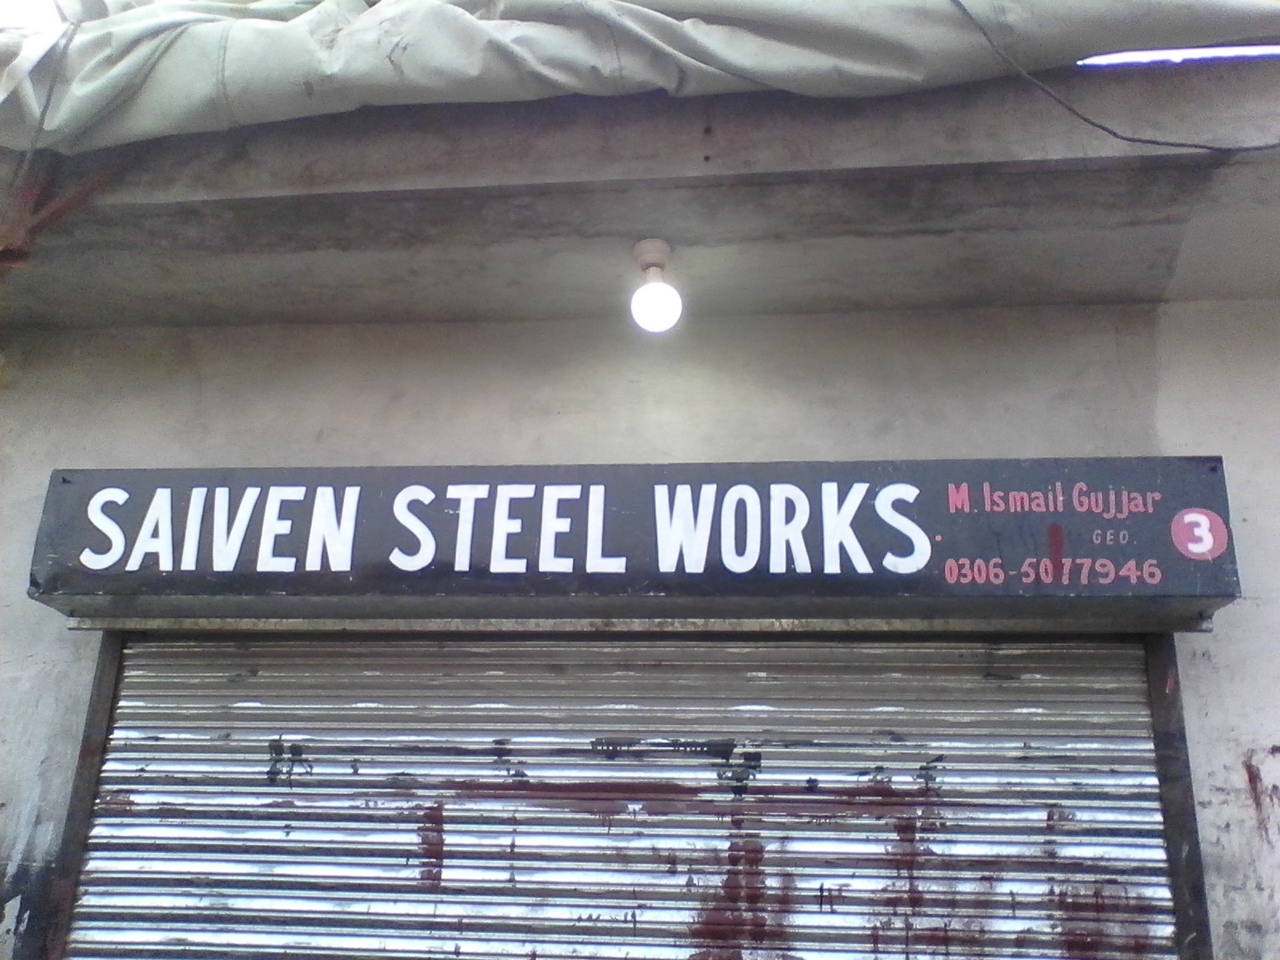 SAIVEN STEEL WORKS
M. Ismail Gujjar
GEO.
0306-5077946
3